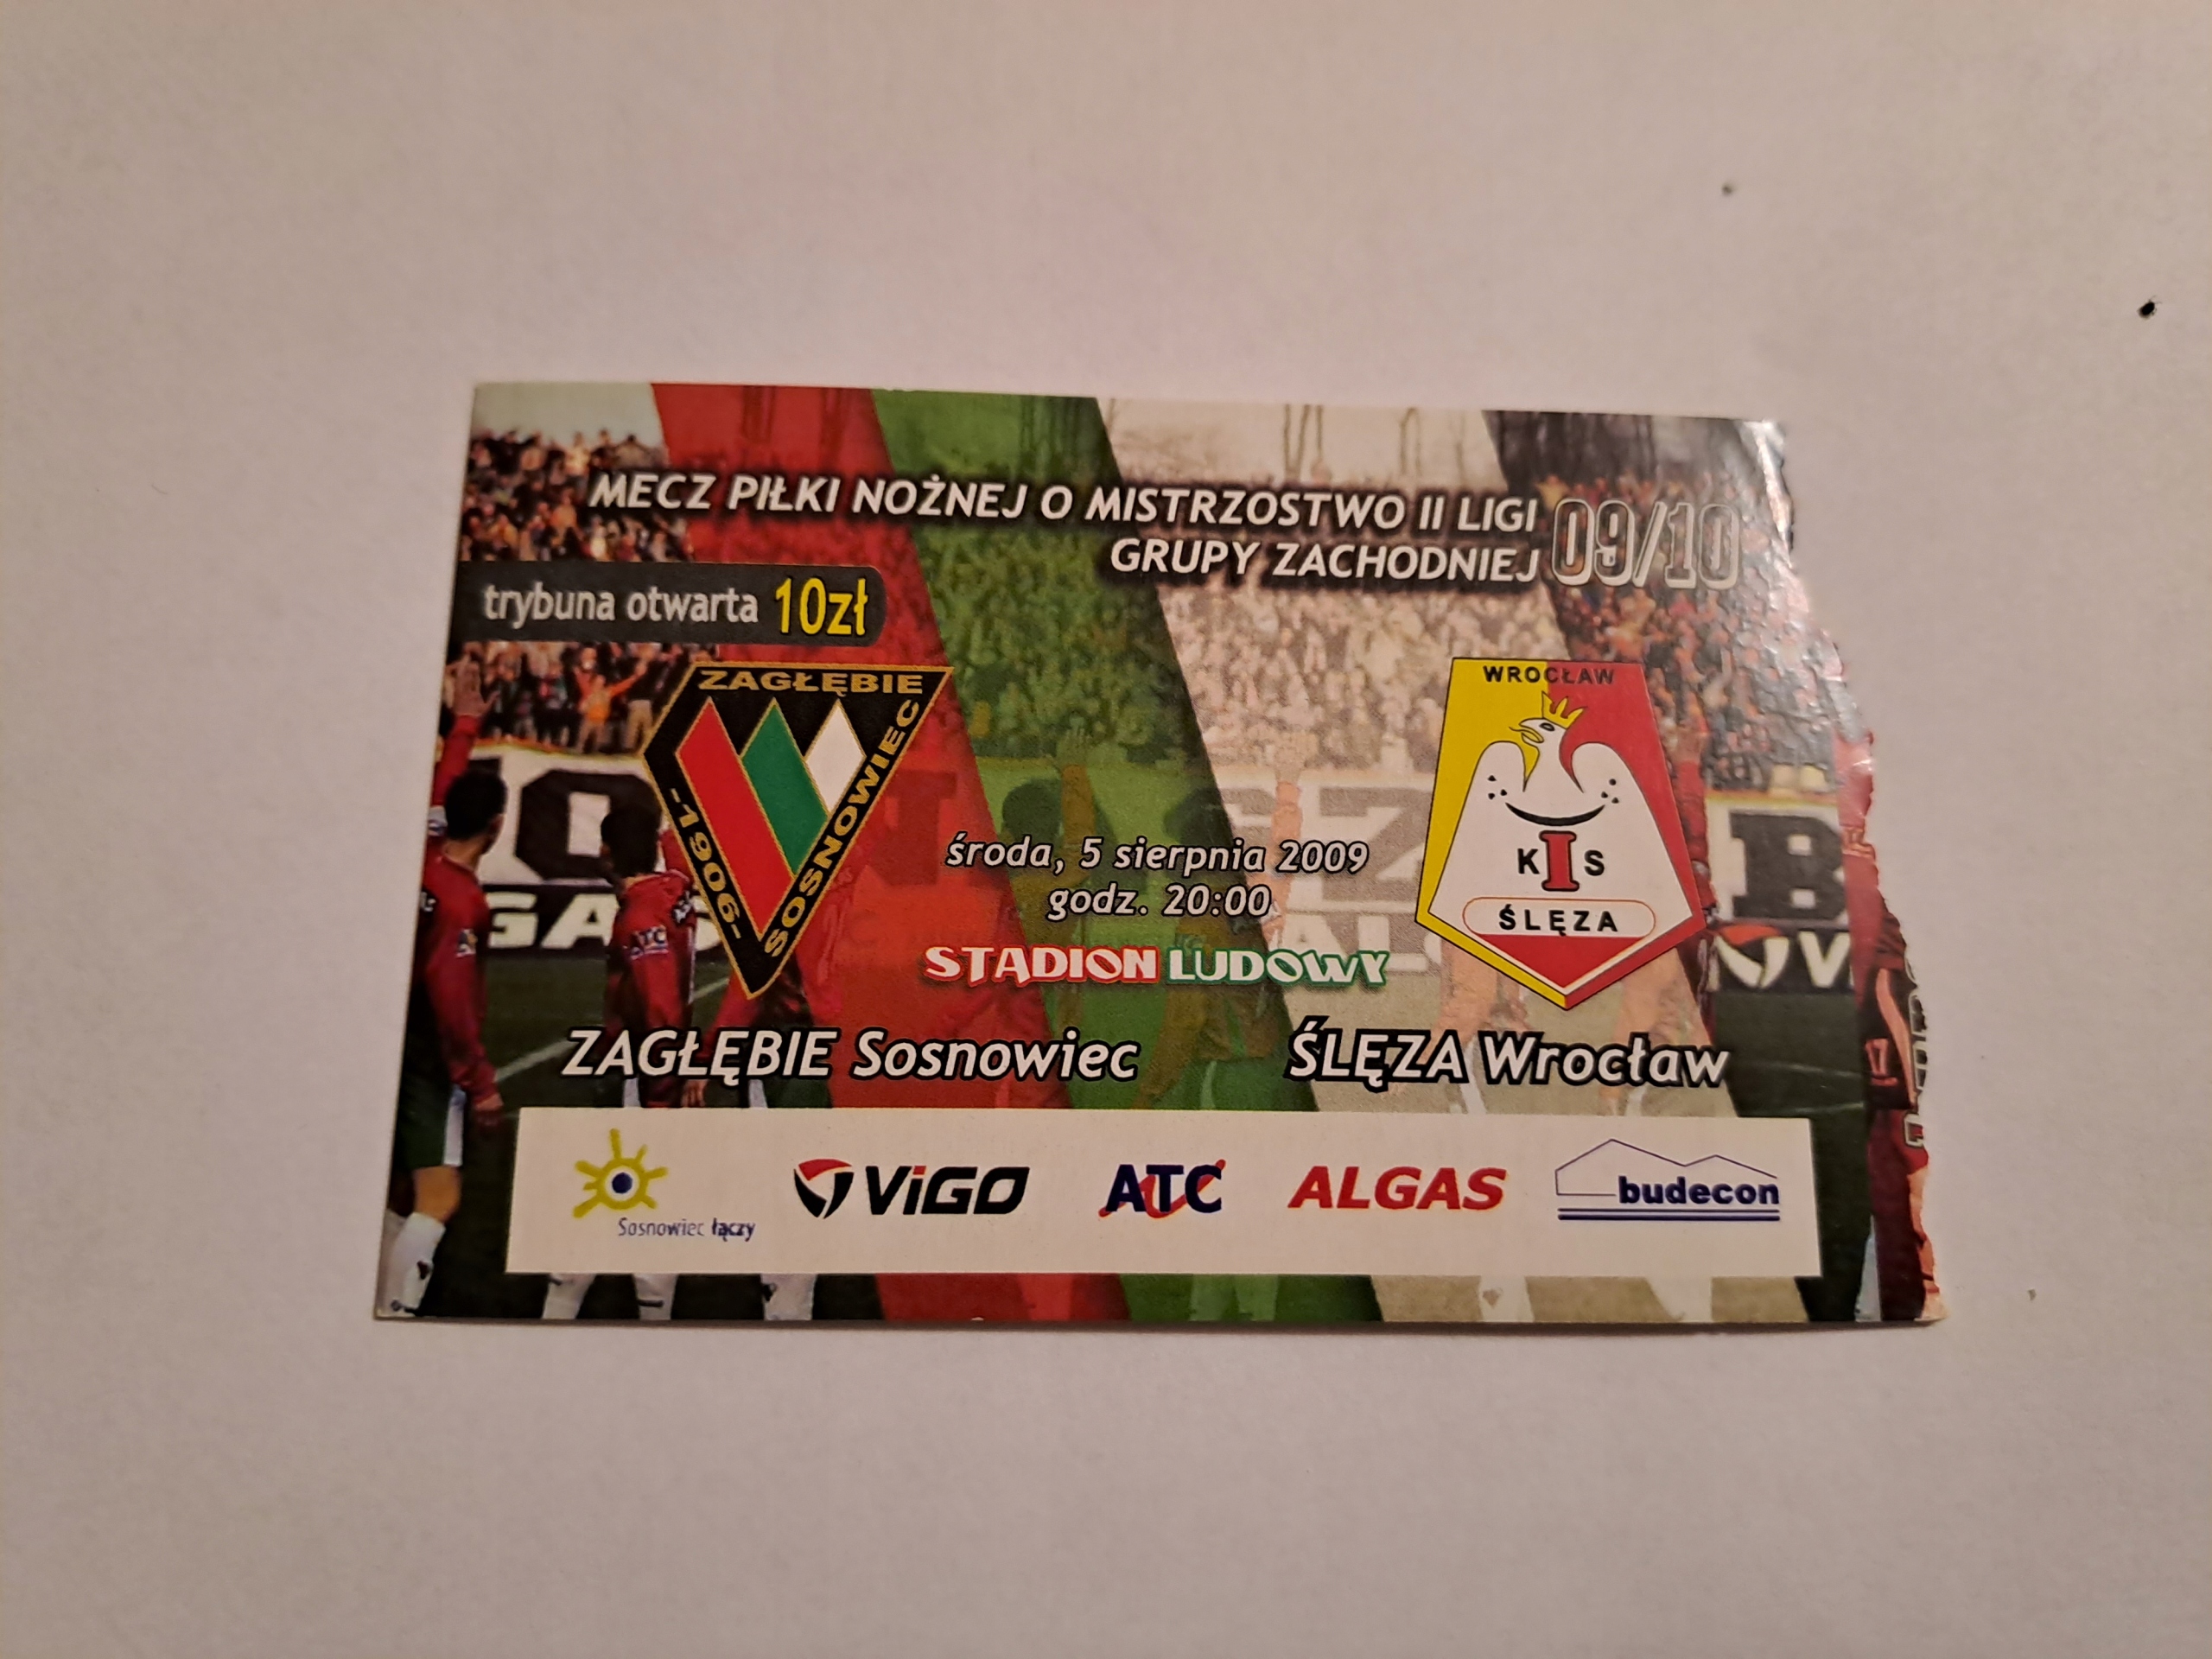 MECZ PIŁKI NOŻNEJ O MISTRZOSTWO II LIGI
GRUPY ZACHODNIEJ
09/10
trybuna otwarta 10zł
ZAGŁĘBIE
SOSNOWIEC
-1906-
WROCŁAW
KIS
ŚLĘZA
środa, 5 sierpnia 2009
godz. 20:00
STADION LUDOWY
ZAGŁĘBIE Sosnowiec
ŚLĘZA Wrocław
Sosnowiec łączy
ViGO
ATC
ALGAS
budecon